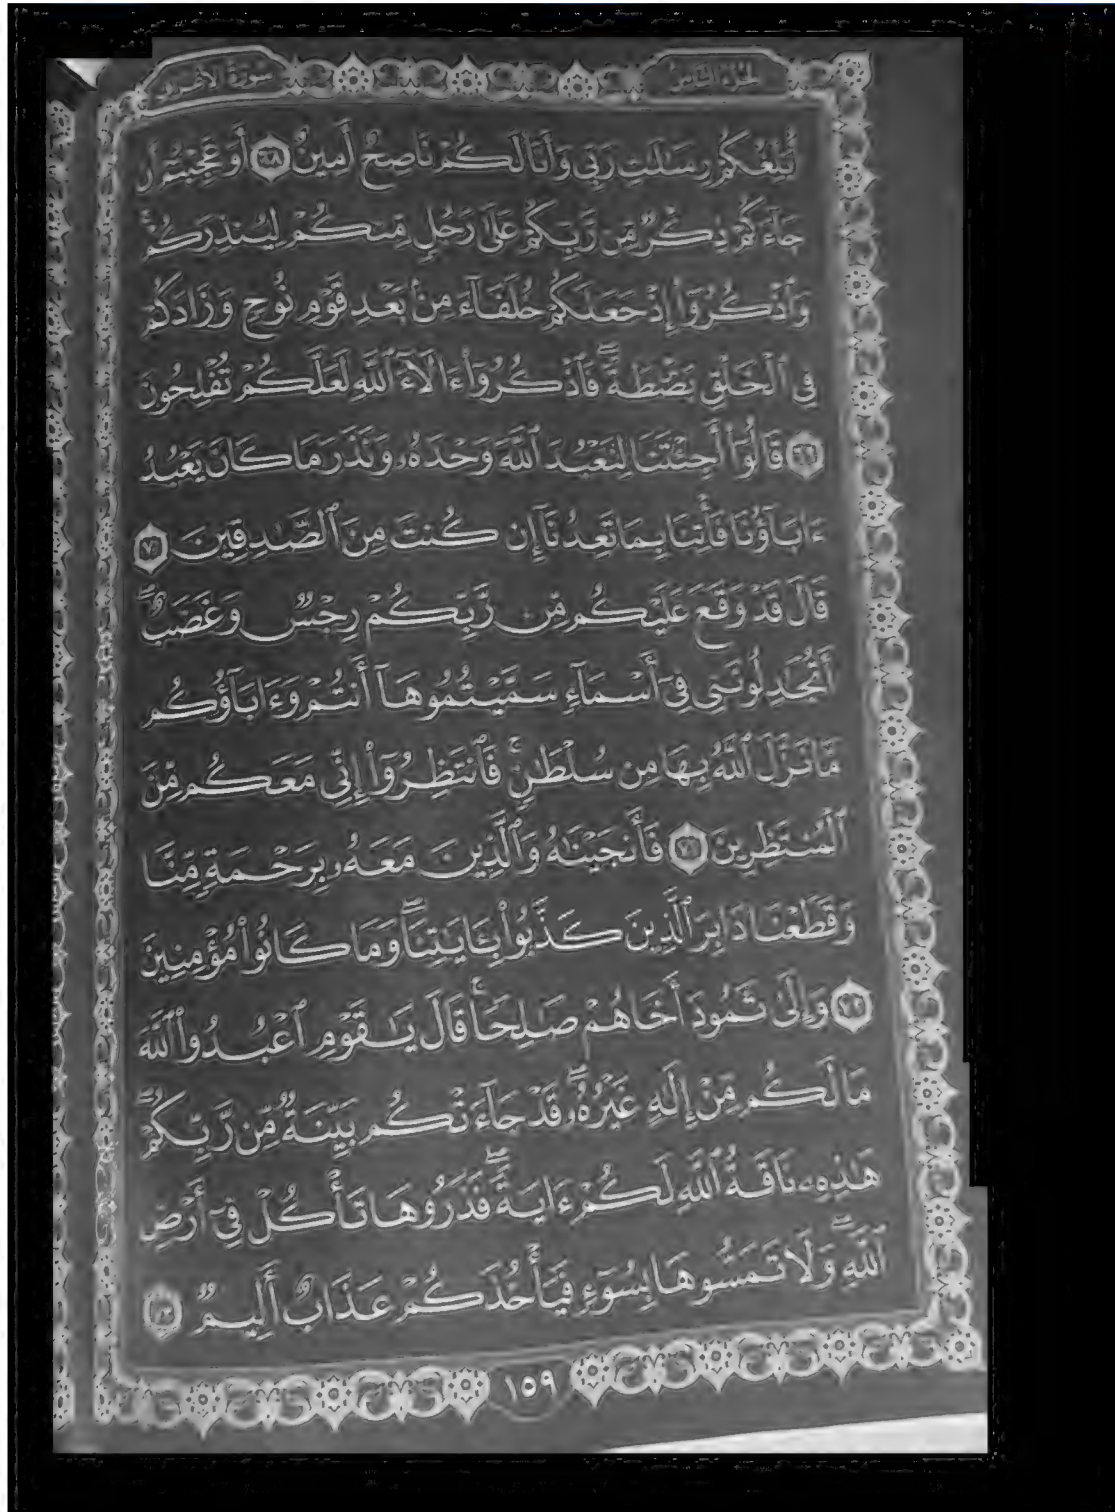 سورة الأعراف
الجزء الثامن
أُبَلِّغُكُمْ رِسَٰلَٰتِ رَبِّي وَأَنَا۠ لَكُمْ نَاصِحٌ أَمِينٌ ٦٨ أَوَعَجِبْتُمْ أَن
جَآءَكُمْ ذِكْرٌ مِّن رَّبِّكُمْ عَلَىٰ رَجُلٍ مِّنكُمْ لِيُنذِرَكُمْ ۚ
وَٱذْكُرُوٓا۟ إِذْ جَعَلَكُمْ خُلَفَآءَ مِنۢ بَعْدِ قَوْمِ نُوحٍ وَزَادَكُمْ
فِي ٱلْخَلْقِ بَصْۜطَةً ۖ فَٱذْكُرُوٓا۟ ءَالَآءَ ٱللَّهِ لَعَلَّكُمْ تُفْلِحُونَ
٦٩ قَالُوٓا۟ أَجِئْتَنَا لِنَعْبُدَ ٱللَّهَ وَحْدَهُۥ وَنَذَرَ مَا كَانَ يَعْبُدُ
ءَابَآؤُنَا فَأْتِنَا بِمَا تَعِدُنَآ إِن كُنتَ مِنَ ٱلصَّٰدِقِينَ ٧٠
قَالَ قَدْ وَقَعَ عَلَيْكُم مِّن رَّبِّكُمْ رِجْسٌ وَغَضَبٌ ۖ
أَتُجَٰدِلُونَنِي فِيٓ أَسْمَآءٍ سَمَّيْتُمُوهَآ أَنتُمْ وَءَابَآؤُكُم
مَّا نَزَّلَ ٱللَّهُ بِهَا مِن سُلْطَٰنٍ ۚ فَٱنتَظِرُوٓا۟ إِنِّي مَعَكُم مِّنَ
ٱلْمُنتَظِرِينَ ٧١ فَأَنجَيْنَٰهُ وَٱلَّذِينَ مَعَهُۥ بِرَحْمَةٍ مِّنَّا
وَقَطَعْنَا دَابِرَ ٱلَّذِينَ كَذَّبُوا۟ بِـَٔايَٰتِنَا ۖ وَمَا كَانُوا۟ مُؤْمِنِينَ
٧٢ وَإِلَىٰ ثَمُودَ أَخَاهُمْ صَٰلِحًا ۗ قَالَ يَٰقَوْمِ ٱعْبُدُوا۟ ٱللَّهَ
مَا لَكُم مِّنْ إِلَٰهٍ غَيْرُهُۥ ۖ قَدْ جَآءَتْكُم بَيِّنَةٌ مِّن رَّبِّكُمْ ۖ
هَٰذِهِۦ نَاقَةُ ٱللَّهِ لَكُمْ ءَايَةً ۖ فَذَرُوهَا تَأْكُلْ فِيٓ أَرْضِ
ٱللَّهِ ۖ وَلَا تَمَسُّوهَا بِسُوٓءٍ فَيَأْخُذَكُمْ عَذَابٌ أَلِيمٌ ٧٣
١٥٩